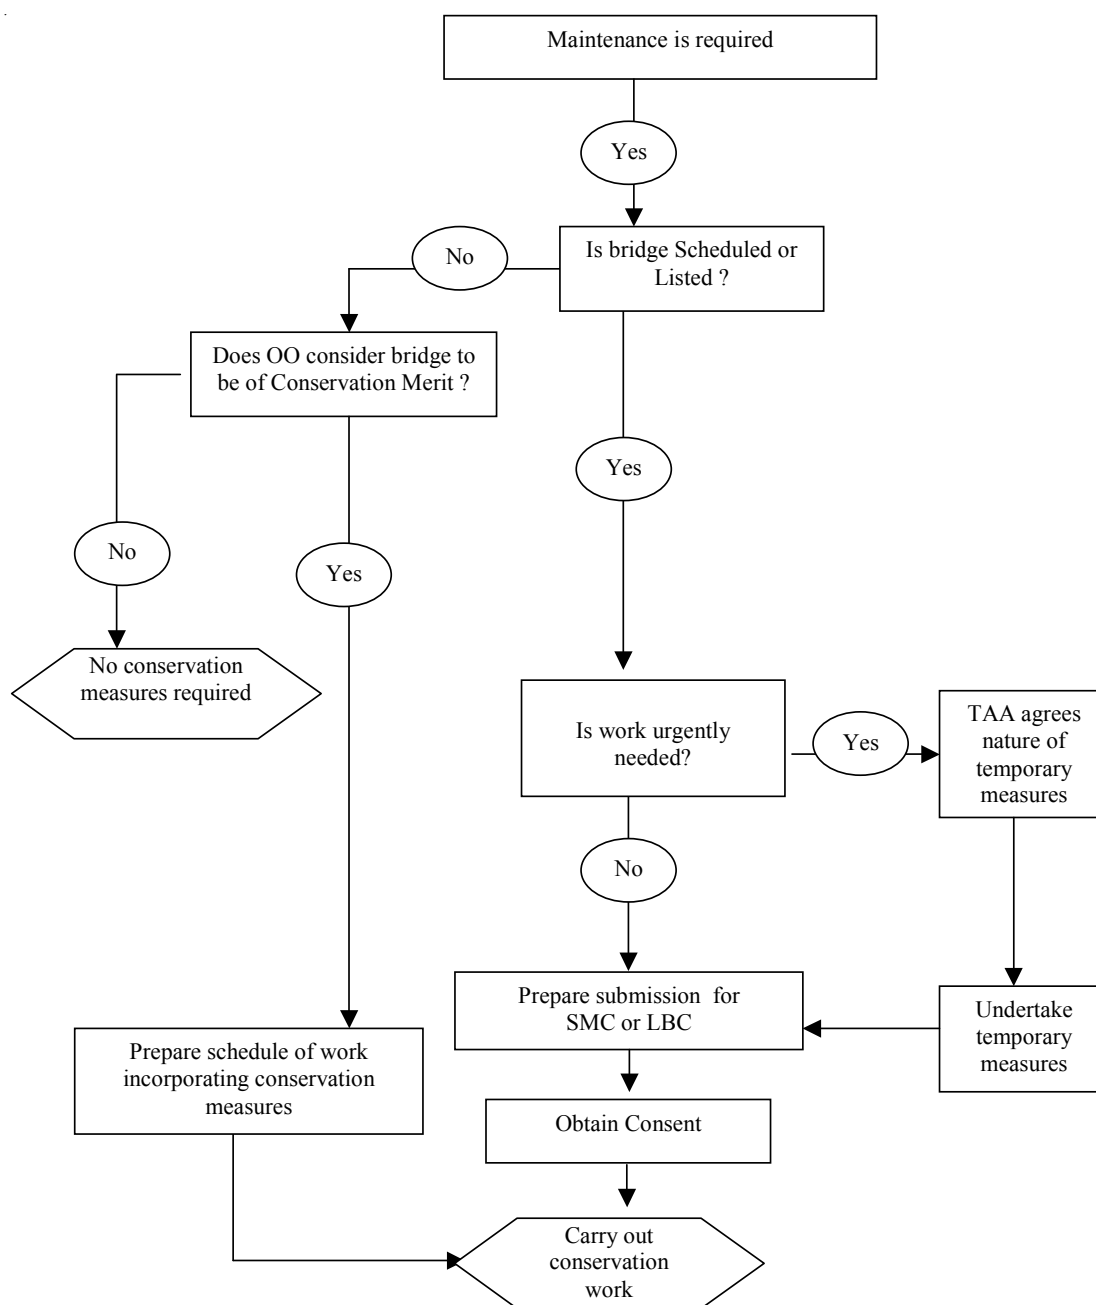 Maintenance is required
Yes
Is bridge Scheduled or
Listed ?
No
Does OO consider bridge to
be of Conservation Merit ?
Yes
No
Yes
No conservation
measures required
Is work urgently
needed?
Yes
TAA agrees
nature of
temporary
measures
No
Prepare submission for
SMC or LBC
Undertake
temporary
measures
Prepare schedule of work
incorporating conservation
measures
Obtain Consent
Carry out
conservation
work